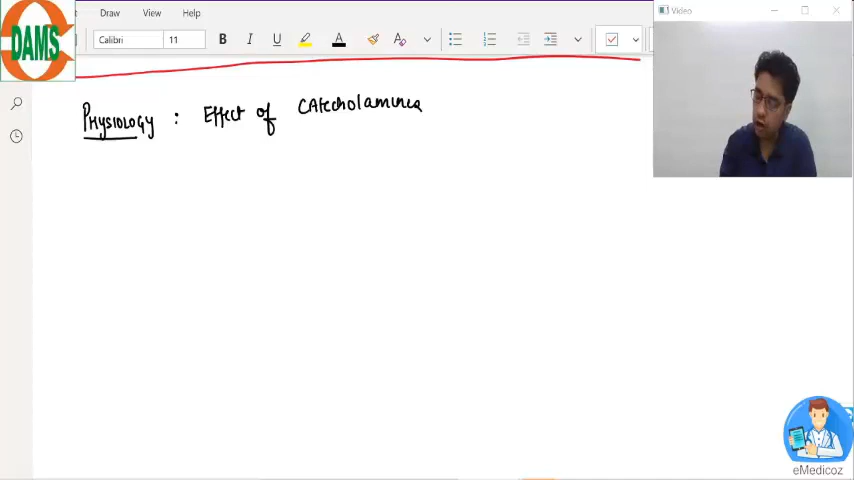 DAMS
Draw View Help
Calibri 11 B I U A A
Video
Physiology : Effect of Catecholamines
eMedicoz